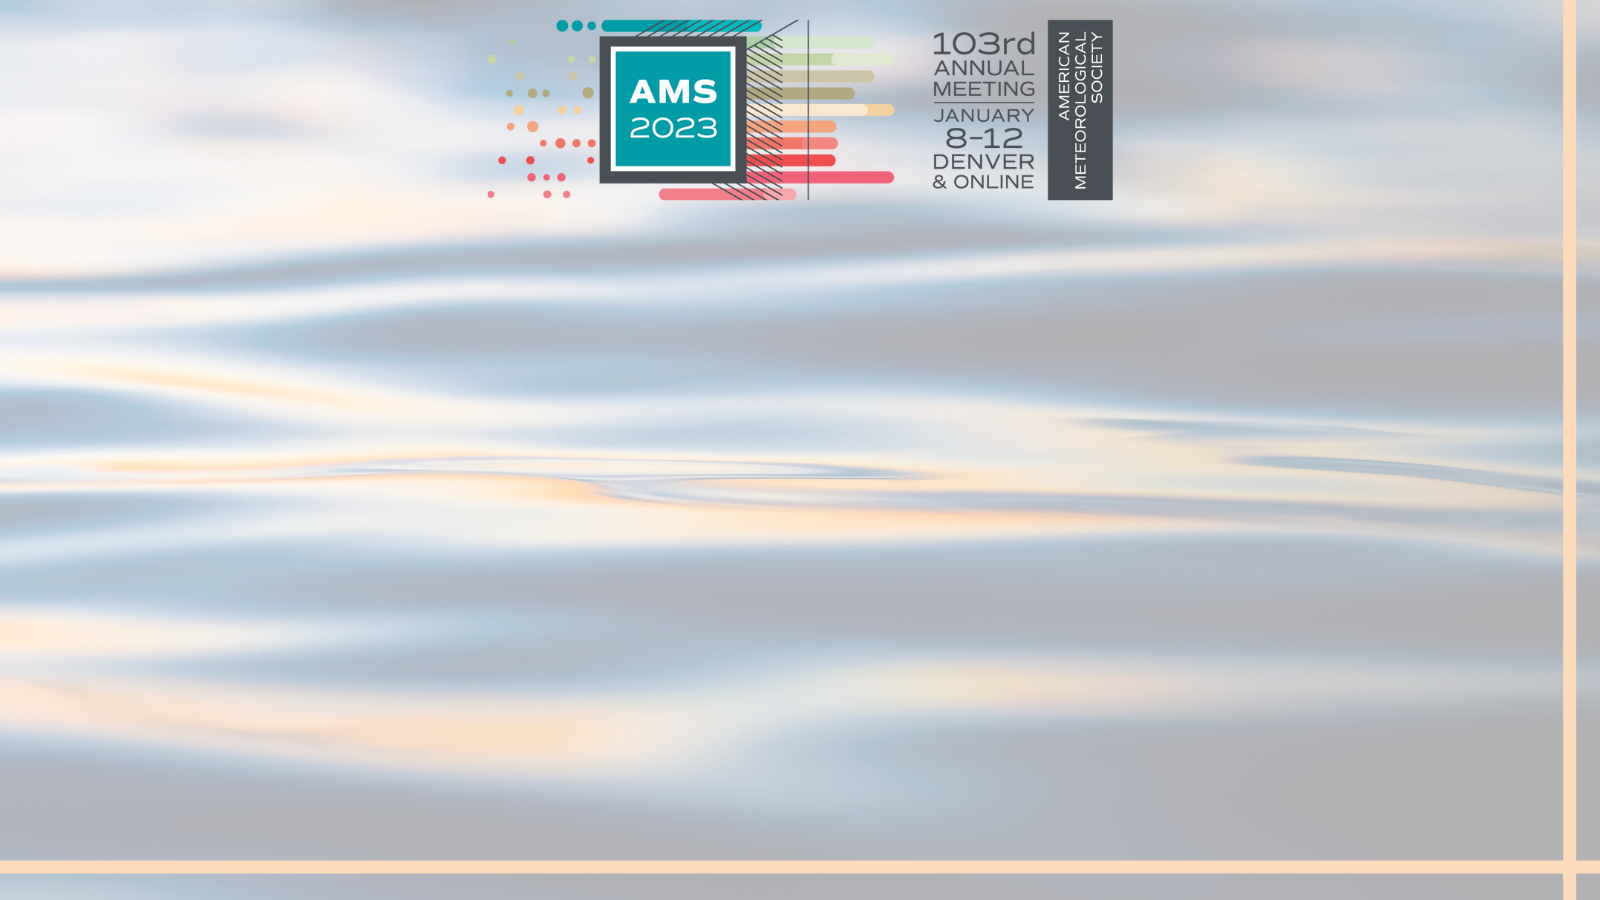 AMS
2023
103rd
ANNUAL
MEETING
JANUARY
8-12
DENVER
& ONLINE
AMERICAN
METEOROLOGICAL
SOCIETY